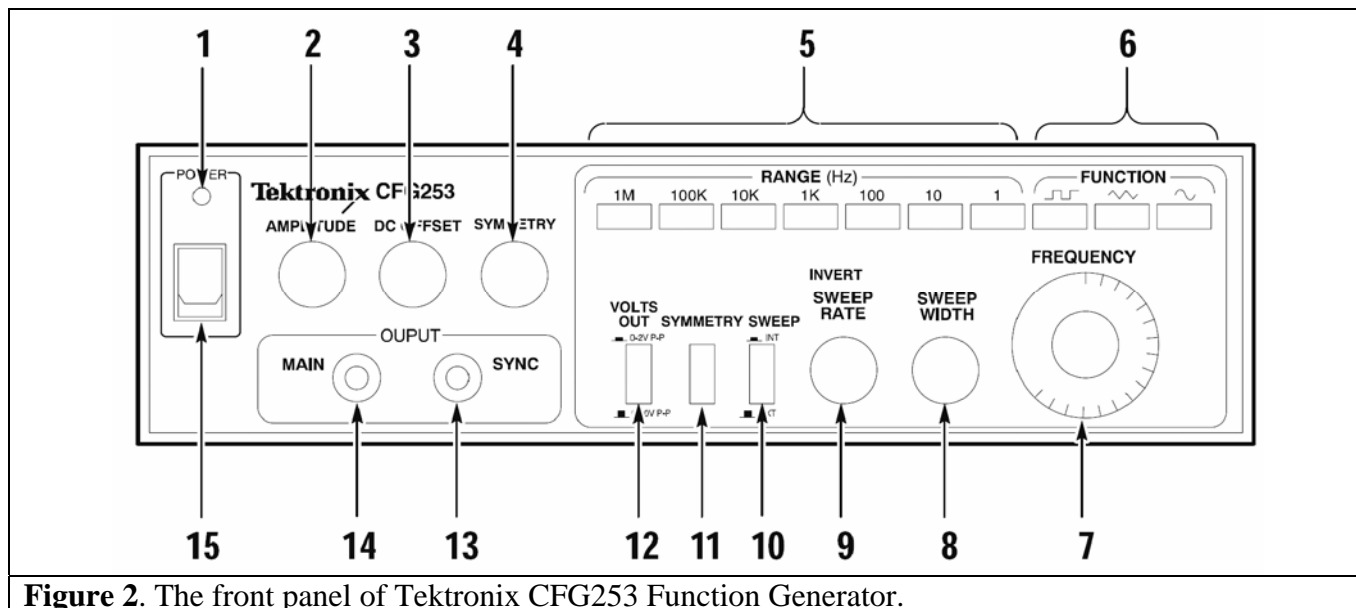 1 2 3 4 5 6
POWER
Tektronix CFG253
AMPLITUDE DC OFFSET SYMMETRY
RANGE (Hz)
1M 100K 10K 1K 100 10 1
FUNCTION
FREQUENCY
INVERT
SWEEP RATE
SWEEP WIDTH
VOLTS OUT
SYMMETRY SWEEP
0-2V P-P
INT
OUPUT
MAIN SYNC
0V P-P
15 14 13 12 11 10 9 8 7
Figure 2. The front panel of Tektronix CFG253 Function Generator.